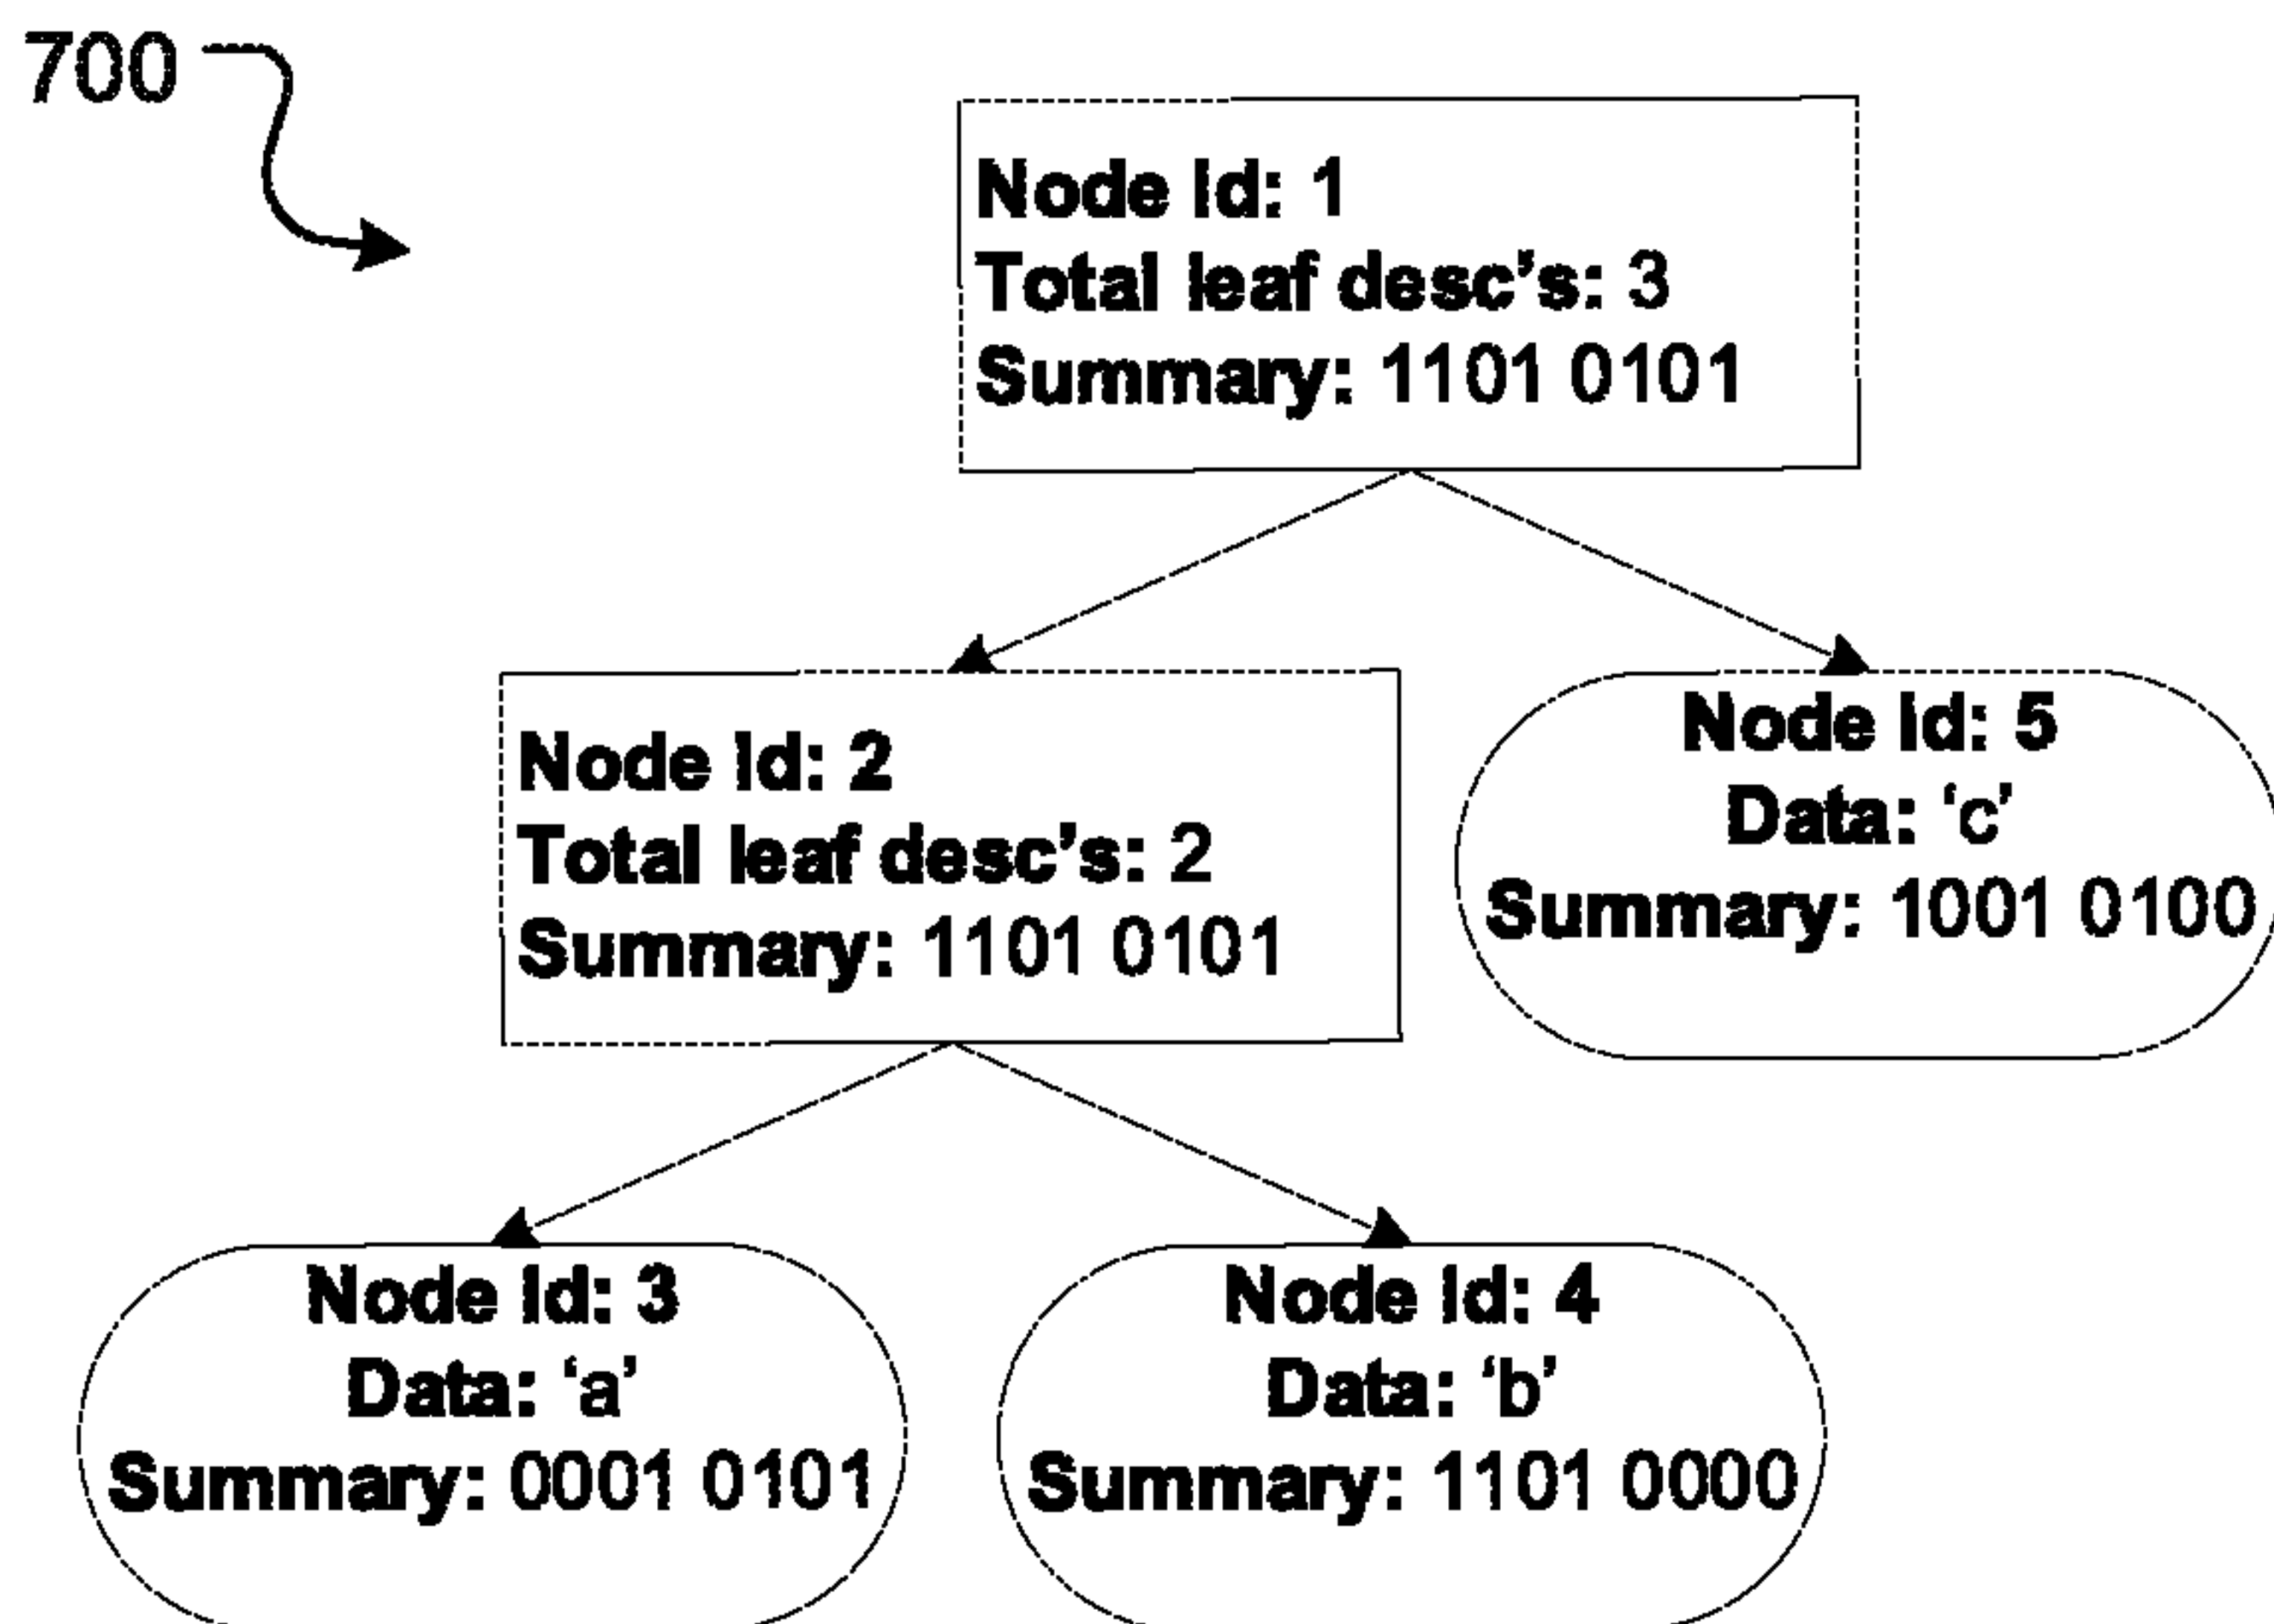 700
Node Id: 1
Total leaf desc's: 3
Summary: 1101 0101
Node Id: 2
Total leaf desc's: 2
Summary: 1101 0101
Node Id: 5
Data: ‘c’
Summary: 1001 0100
Node Id: 3
Data: ‘a’
Summary: 0001 0101
Node Id: 4
Data: ‘b’
Summary: 1101 0000